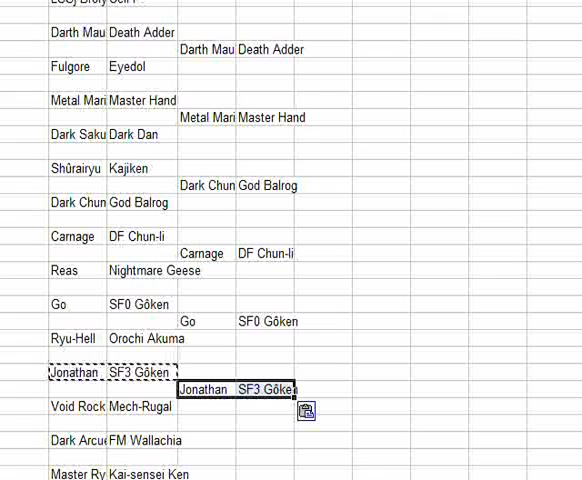 Darth Mau Death Adder
Darth Mau Death Adder
Fulgore Eyedol
Metal Mari Master Hand
Metal Mari Master Hand
Dark Saku Dark Dan
Shûrairyu Kajiken
Dark Chun God Balrog
Dark Chun God Balrog
Carnage DF Chun-li
Carnage DF Chun-li
Reas Nightmare Geese
Go SF0 Gôken
Go SF0 Gôken
Ryu-Hell Orochi Akuma
Jonathan SF3 Gôken
Jonathan SF3 Gôken
Void Rock Mech-Rugal
Dark Arcue FM Wallachia
Master Ry Kai-sensei Ken